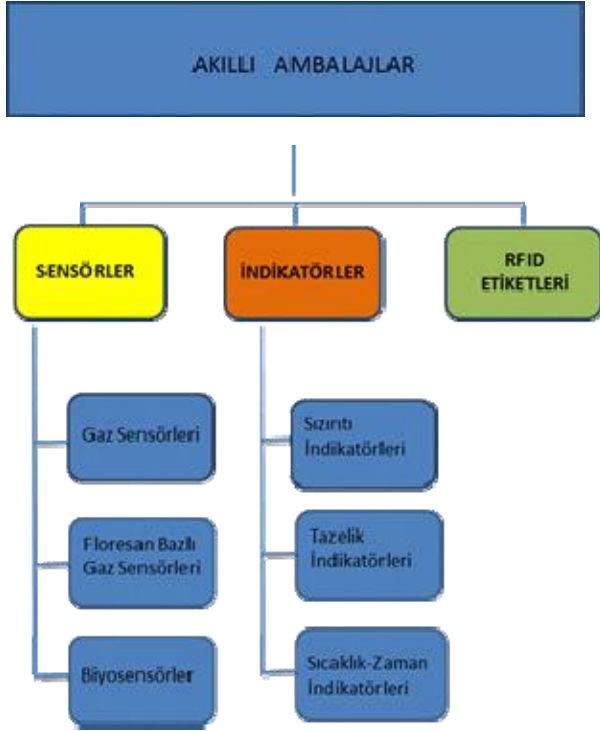 AKILLI AMBALAJLAR
SENSÖRLER
İNDİKATÖRLER
RFID
ETİKETLERİ
Gaz Sensörleri
Floresan Bazlı
Gaz Sensörleri
Biyosensörler
Sızıntı
İndikatörleri
Tazelik
İndikatörleri
Sıcaklık-Zaman
İndikatörleri